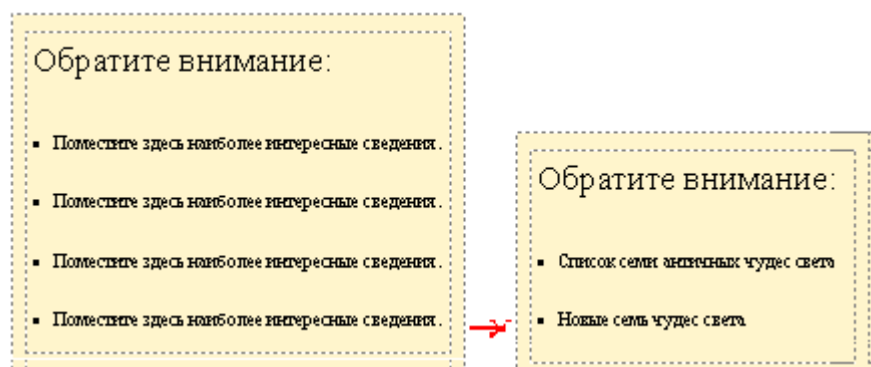 Обратите внимание:
▪ Поместите здесь наиболее интересные сведения.
▪ Поместите здесь наиболее интересные сведения.
▪ Поместите здесь наиболее интересные сведения.
▪ Поместите здесь наиболее интересные сведения.
Обратите внимание:
▪ Список семи античных чудес света
▪ Новые семь чудес света